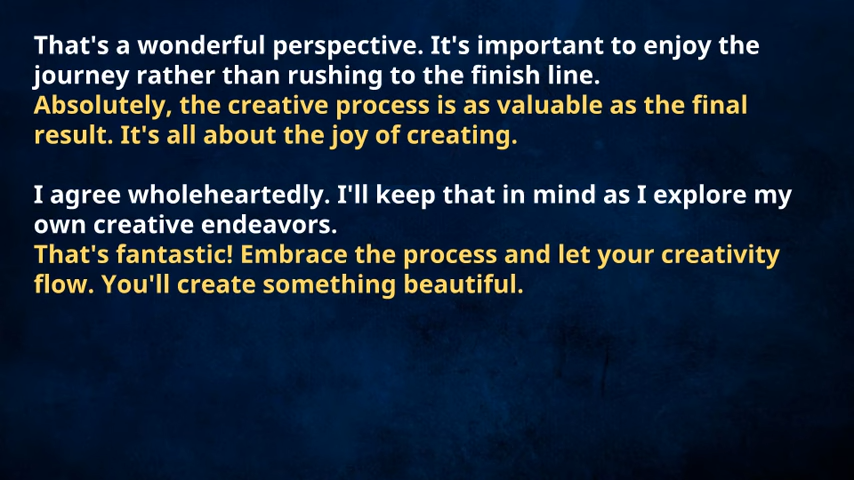 That's a wonderful perspective. It's important to enjoy the
journey rather than rushing to the finish line.
Absolutely, the creative process is as valuable as the final
result. It's all about the joy of creating.
I agree wholeheartedly. I'll keep that in mind as I explore my
own creative endeavors.
That's fantastic! Embrace the process and let your creativity
flow. You'll create something beautiful.